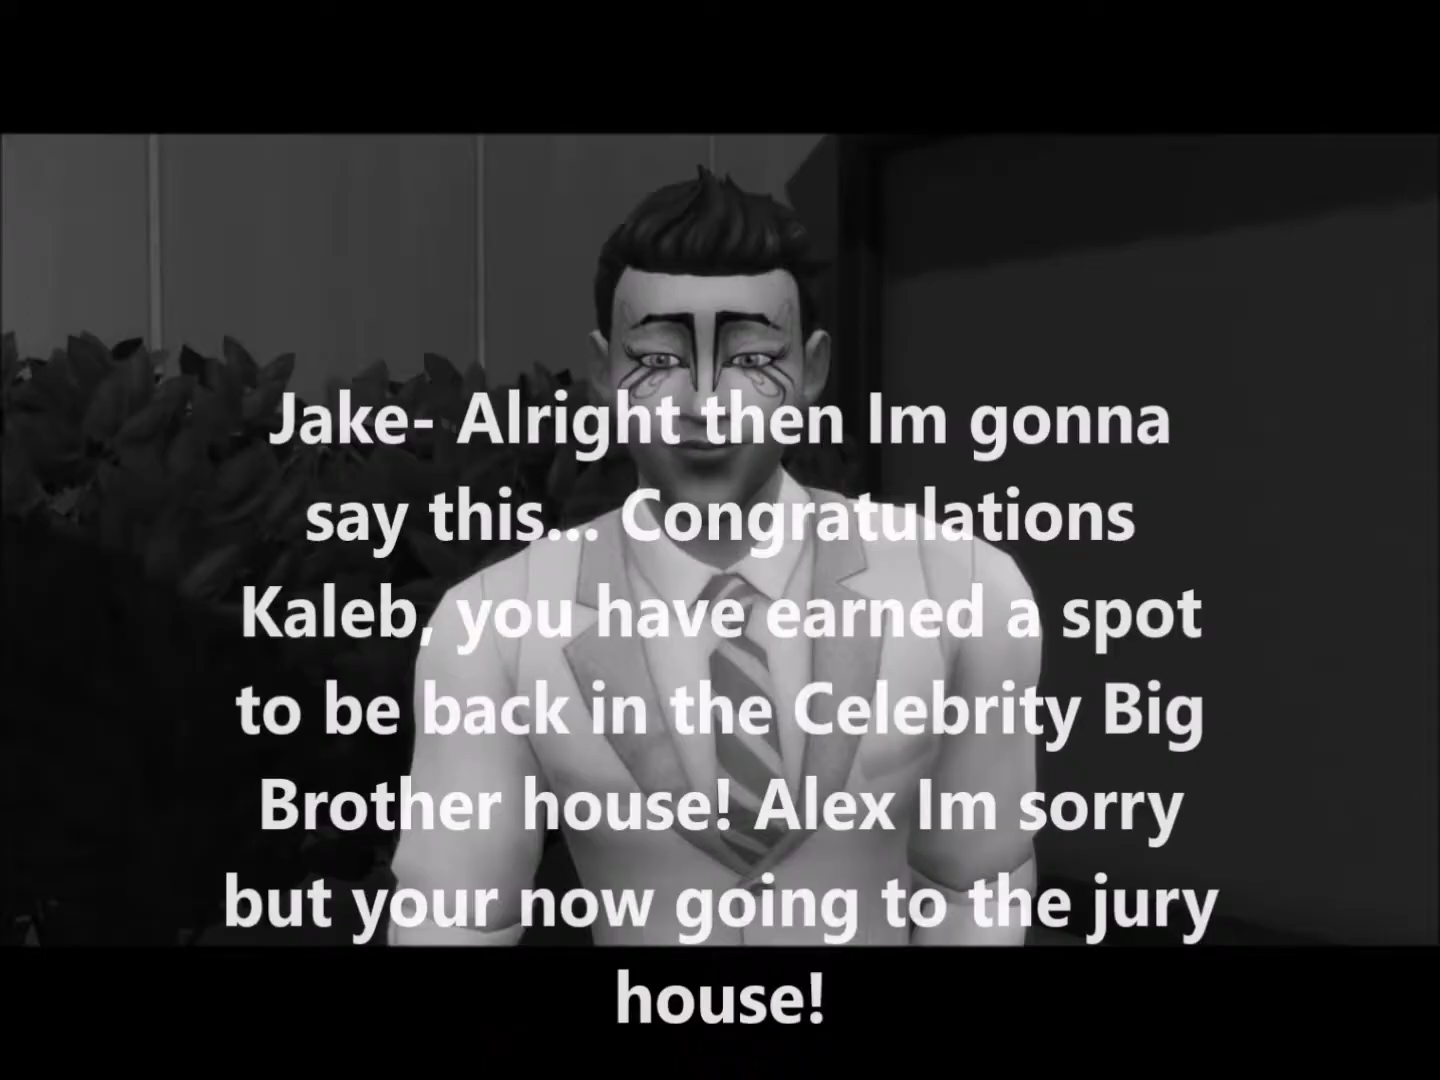 Jake- Alright then Im gonna
say this... Congratulations
Kaleb, you have earned a spot
to be back in the Celebrity Big
Brother house! Alex Im sorry
but your now going to the jury
house!